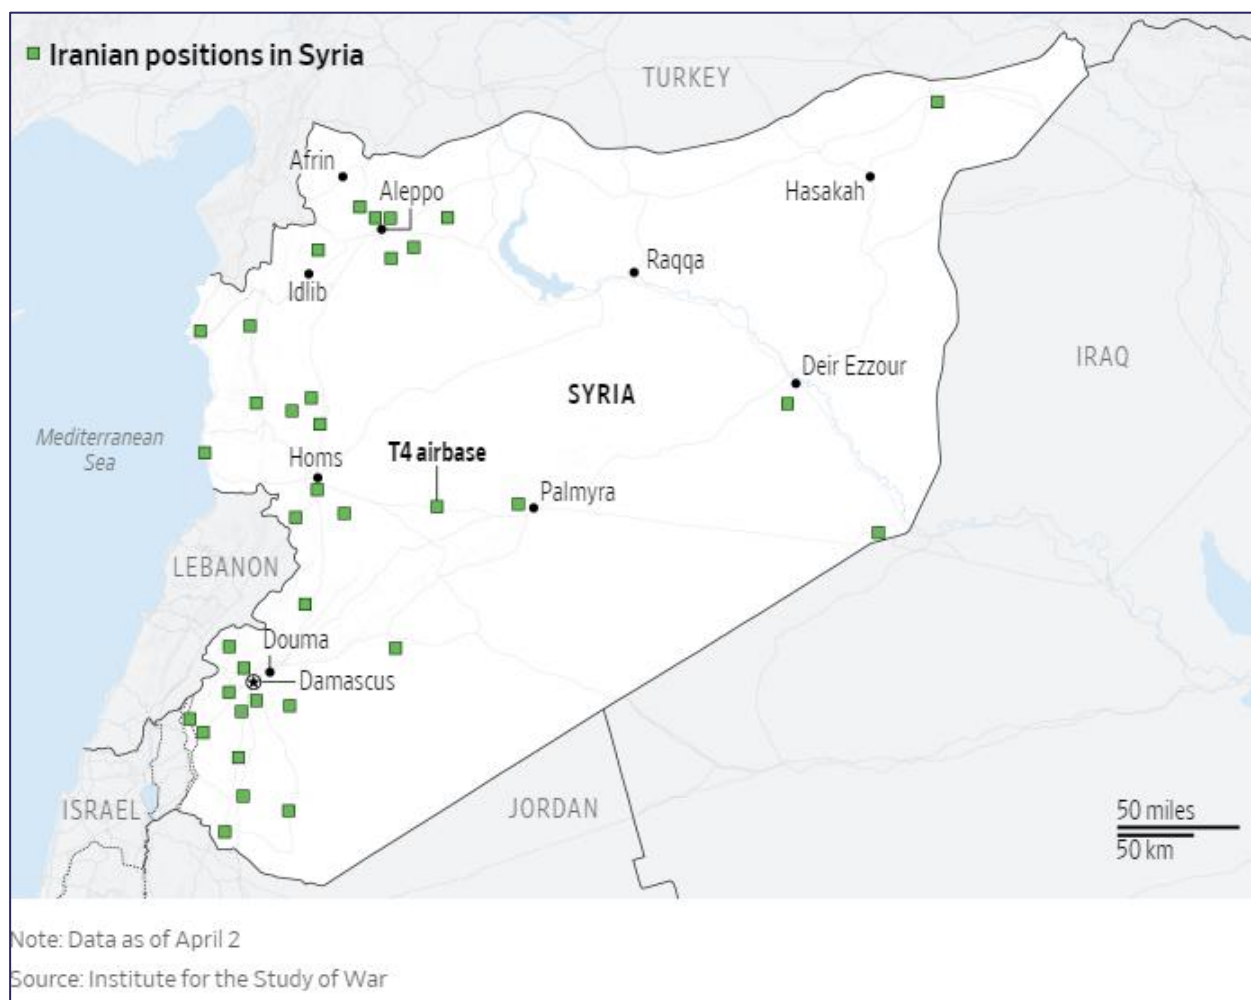 Iranian positions in Syria
TURKEY
Afrin
Aleppo
Hasakah
Idlib
Raqqa
Deir Ezzour
IRAQ
SYRIA
Mediterranean
Sea
Homs
T4 airbase
Palmyra
LEBANON
Douma
Damascus
ISRAEL
JORDAN
50 miles
50 km
Note: Data as of April 2
Source: Institute for the Study of War